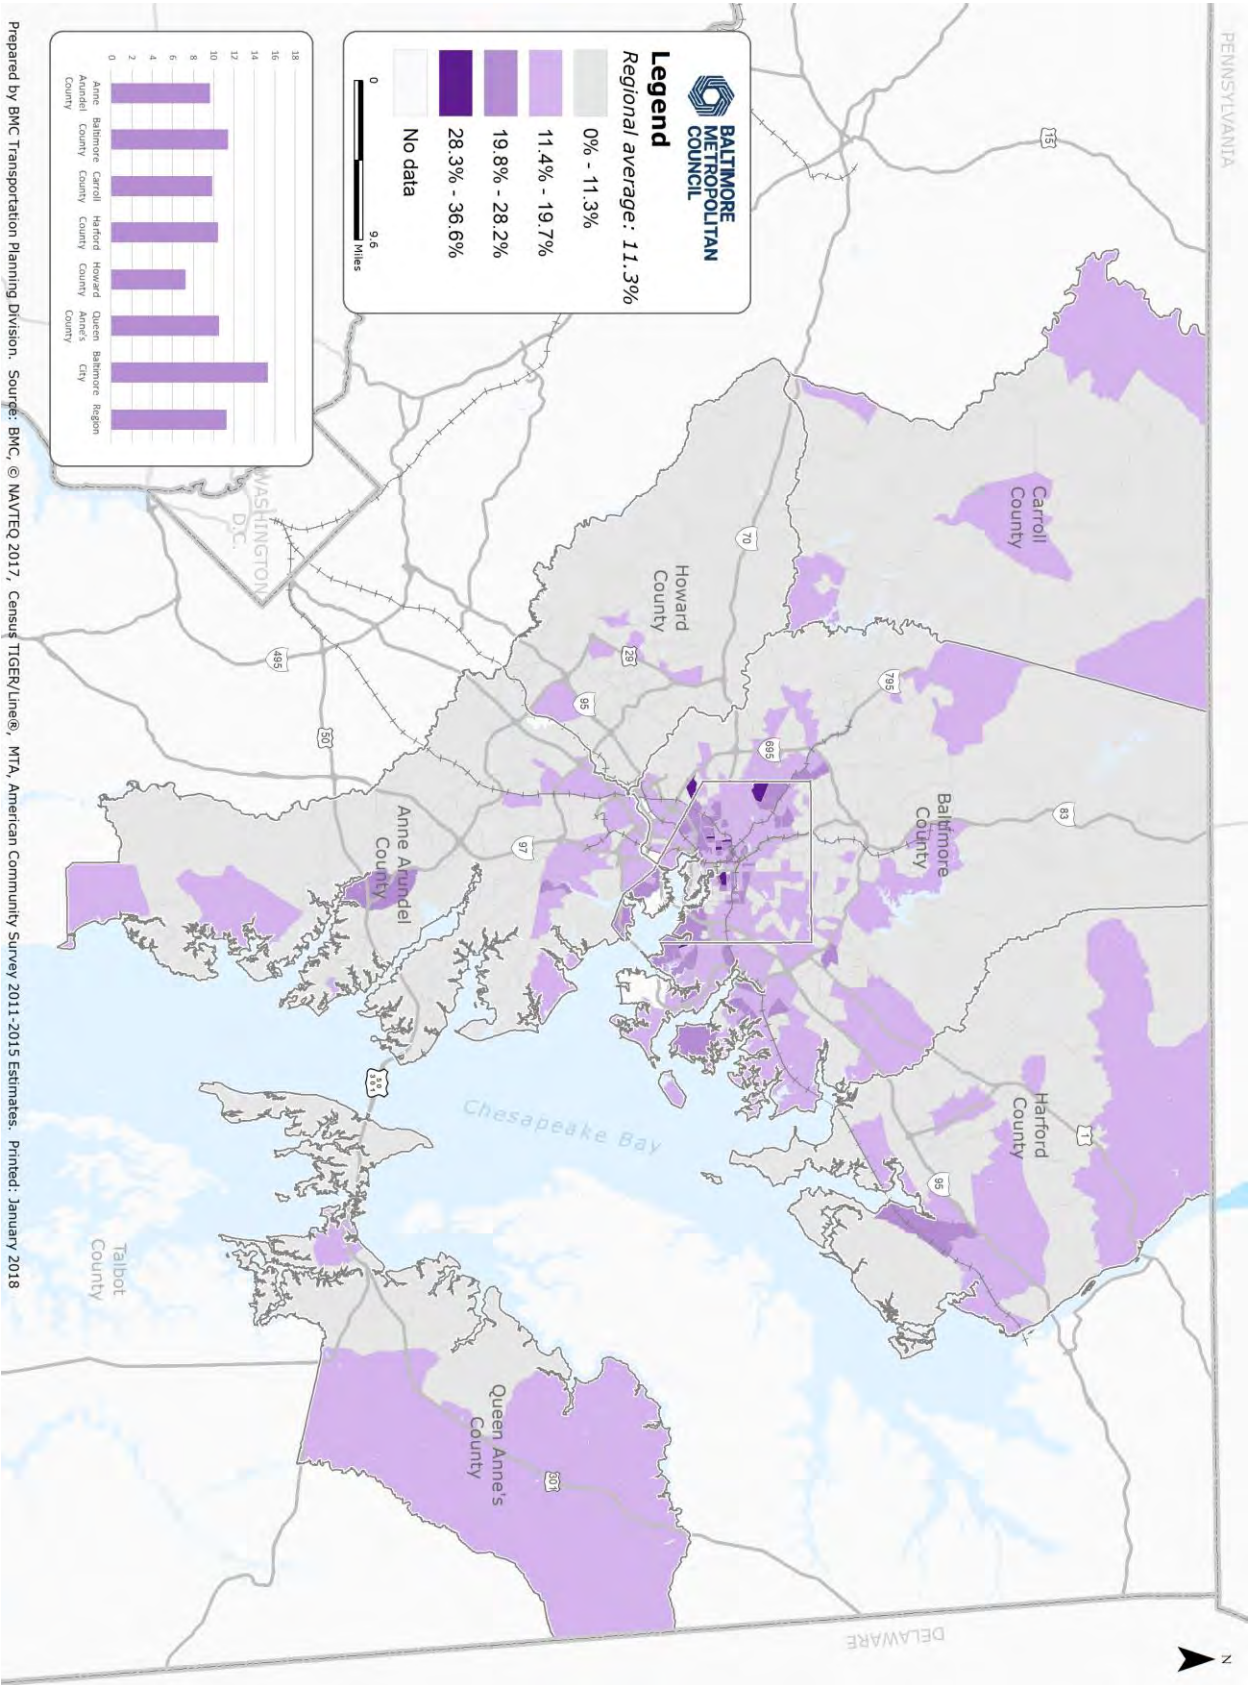 PENNSYLVANIA
15
BALTIMORE
METROPOLITAN
COUNCIL
Legend
Regional average: 11.3%
0% - 11.3%
11.4% - 19.7%
19.8% - 28.2%
28.3% - 36.6%
No data
0
9.6
Miles
18
16
14
12
10
8
6
4
2
0
Anne
Arundel
County
Baltimore
County
Carroll
County
Harford
County
Howard
County
Queen
Anne's
County
Baltimore
City
Region
Carroll
County
70
Howard
County
29
95
795
695
83
Baltimore
County
WASHINGTON
D.C.
495
50
97
Anne Arundel
County
Harford
County
1
95
50
301
Chesapeake Bay
Talbot
County
Queen Anne's
County
301
DELAWARE
N
Prepared by BMC Transportation Planning Division. Source: BMC, © NAVTEQ 2017, Census TIGER/Line®, MTA, American Community Survey 2011-2015 Estimates. Printed: January 2018